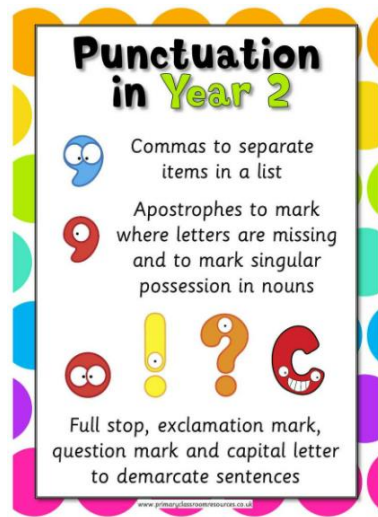 Punctuation
in Year 2
Commas to separate
items in a list
Apostrophes to mark
where letters are missing
and to mark singular
possession in nouns
! ? C
Full stop, exclamation mark,
question mark and capital letter
to demarcate sentences
www.primaryclassroomresources.co.uk